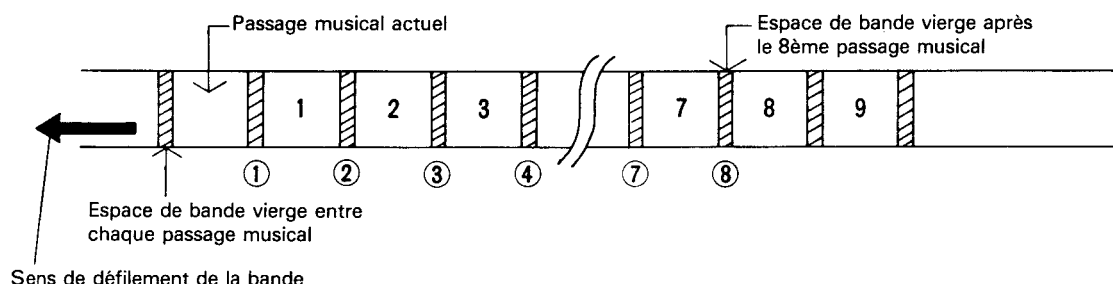 Passage musical actuel
Espace de bande vierge après
le 8ème passage musical
1 2 3 7 8 9
① ② ③ ④ ⑦ ⑧
Espace de bande vierge entre
chaque passage musical
Sens de défilement de la bande